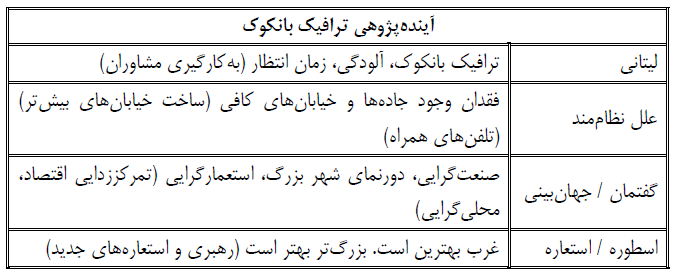 آینده‌پژوهی ترافیک بانکوک
لیتانی
ترافیک بانکوک، آلودگی، زمان انتظار (به‌کارگیری مشاوران)
علل نظام‌مند
فقدان وجود جاده‌ها و خیابان‌های کافی (ساخت خیابان‌های بیش‌تر)
(تلفن‌های همراه)
گفتمان / جهان‌بینی
صنعت‌گرایی، دورنمای شهر بزرگ، استعمارگرایی (تمرکززدایی اقتصاد،
محلی‌گرایی)
اسطوره / استعاره
غرب بهترین است. بزرگ‌تر بهتر است (رهبری و استعاره‌های جدید)